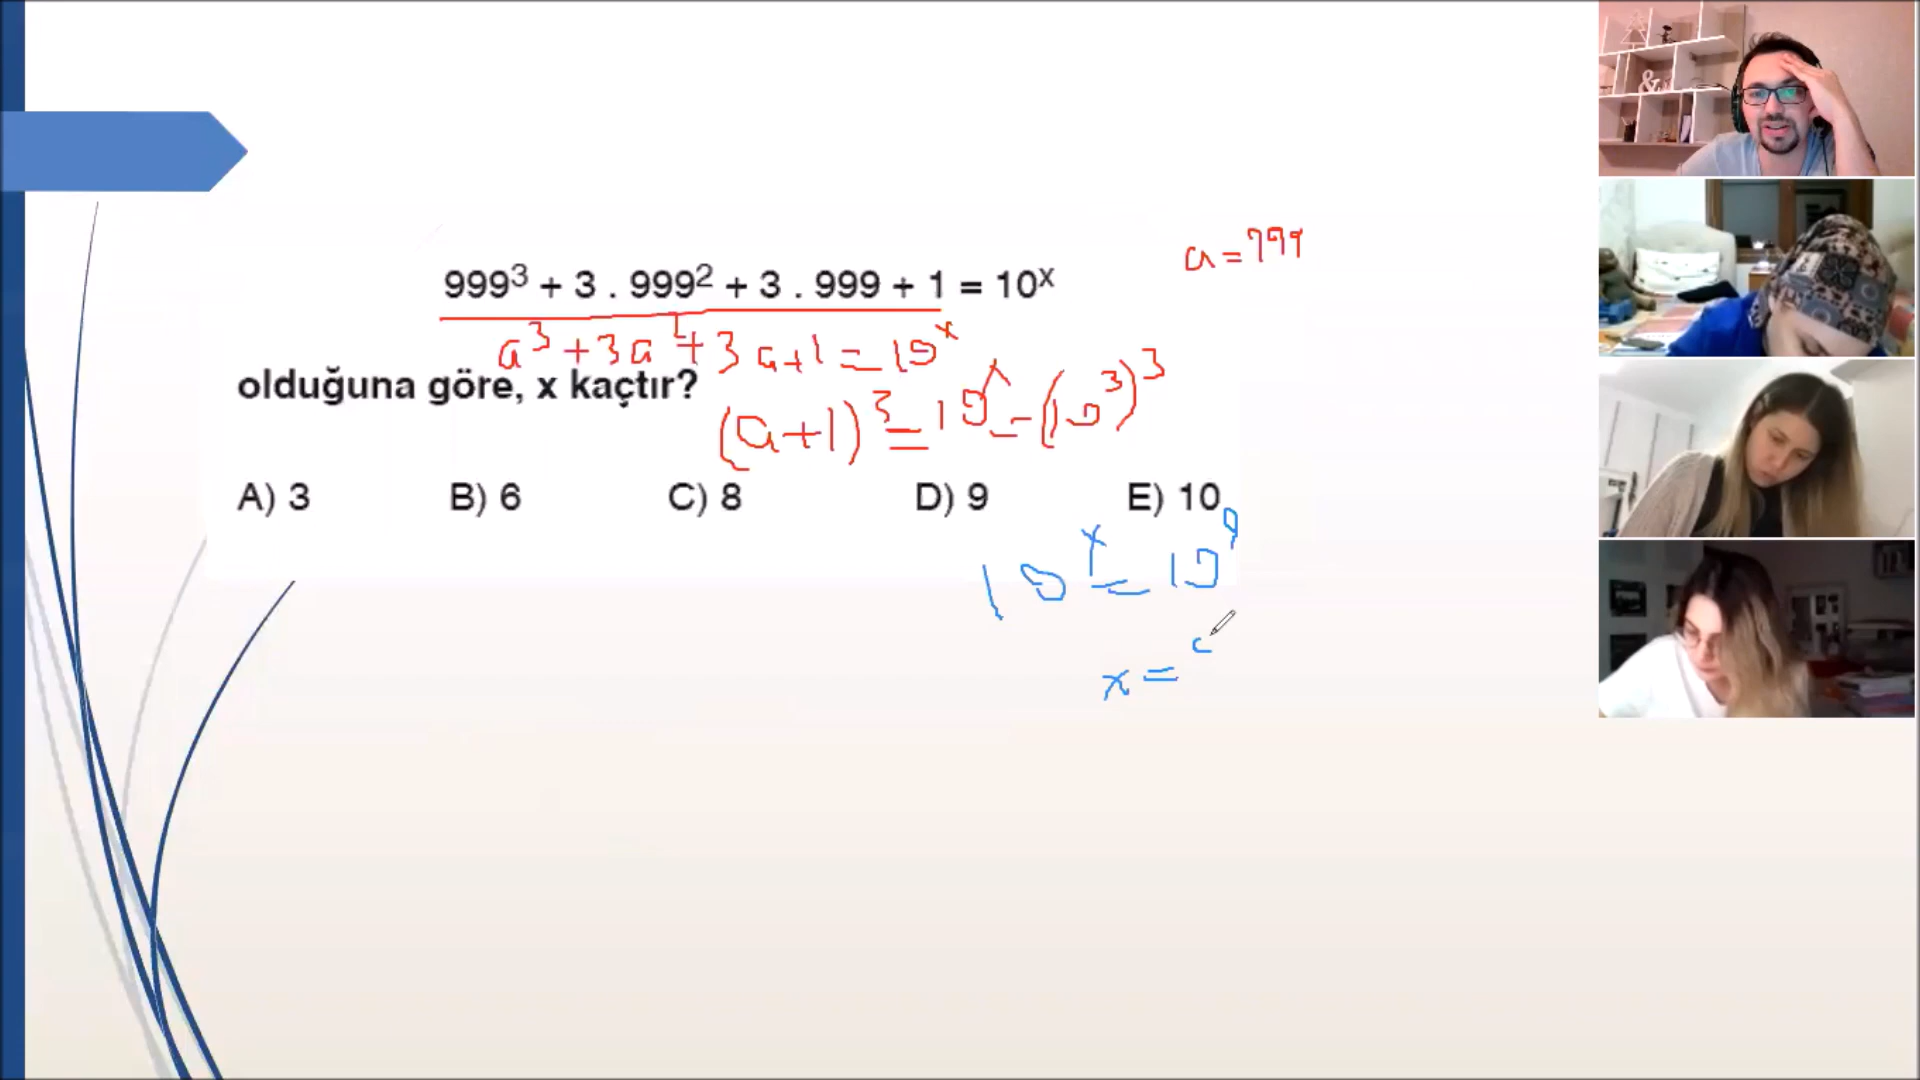 a = 999
999³ + 3 . 999² + 3 . 999 + 1 = 10ˣ
a³ + 3a² + 3a + 1 = 10ˣ
olduğuna göre, x kaçtır?
(a+1)³ = 10ˣ = (10³)³
A) 3 B) 6 C) 8 D) 9 E) 10
10ˣ = 10⁹
x =
&